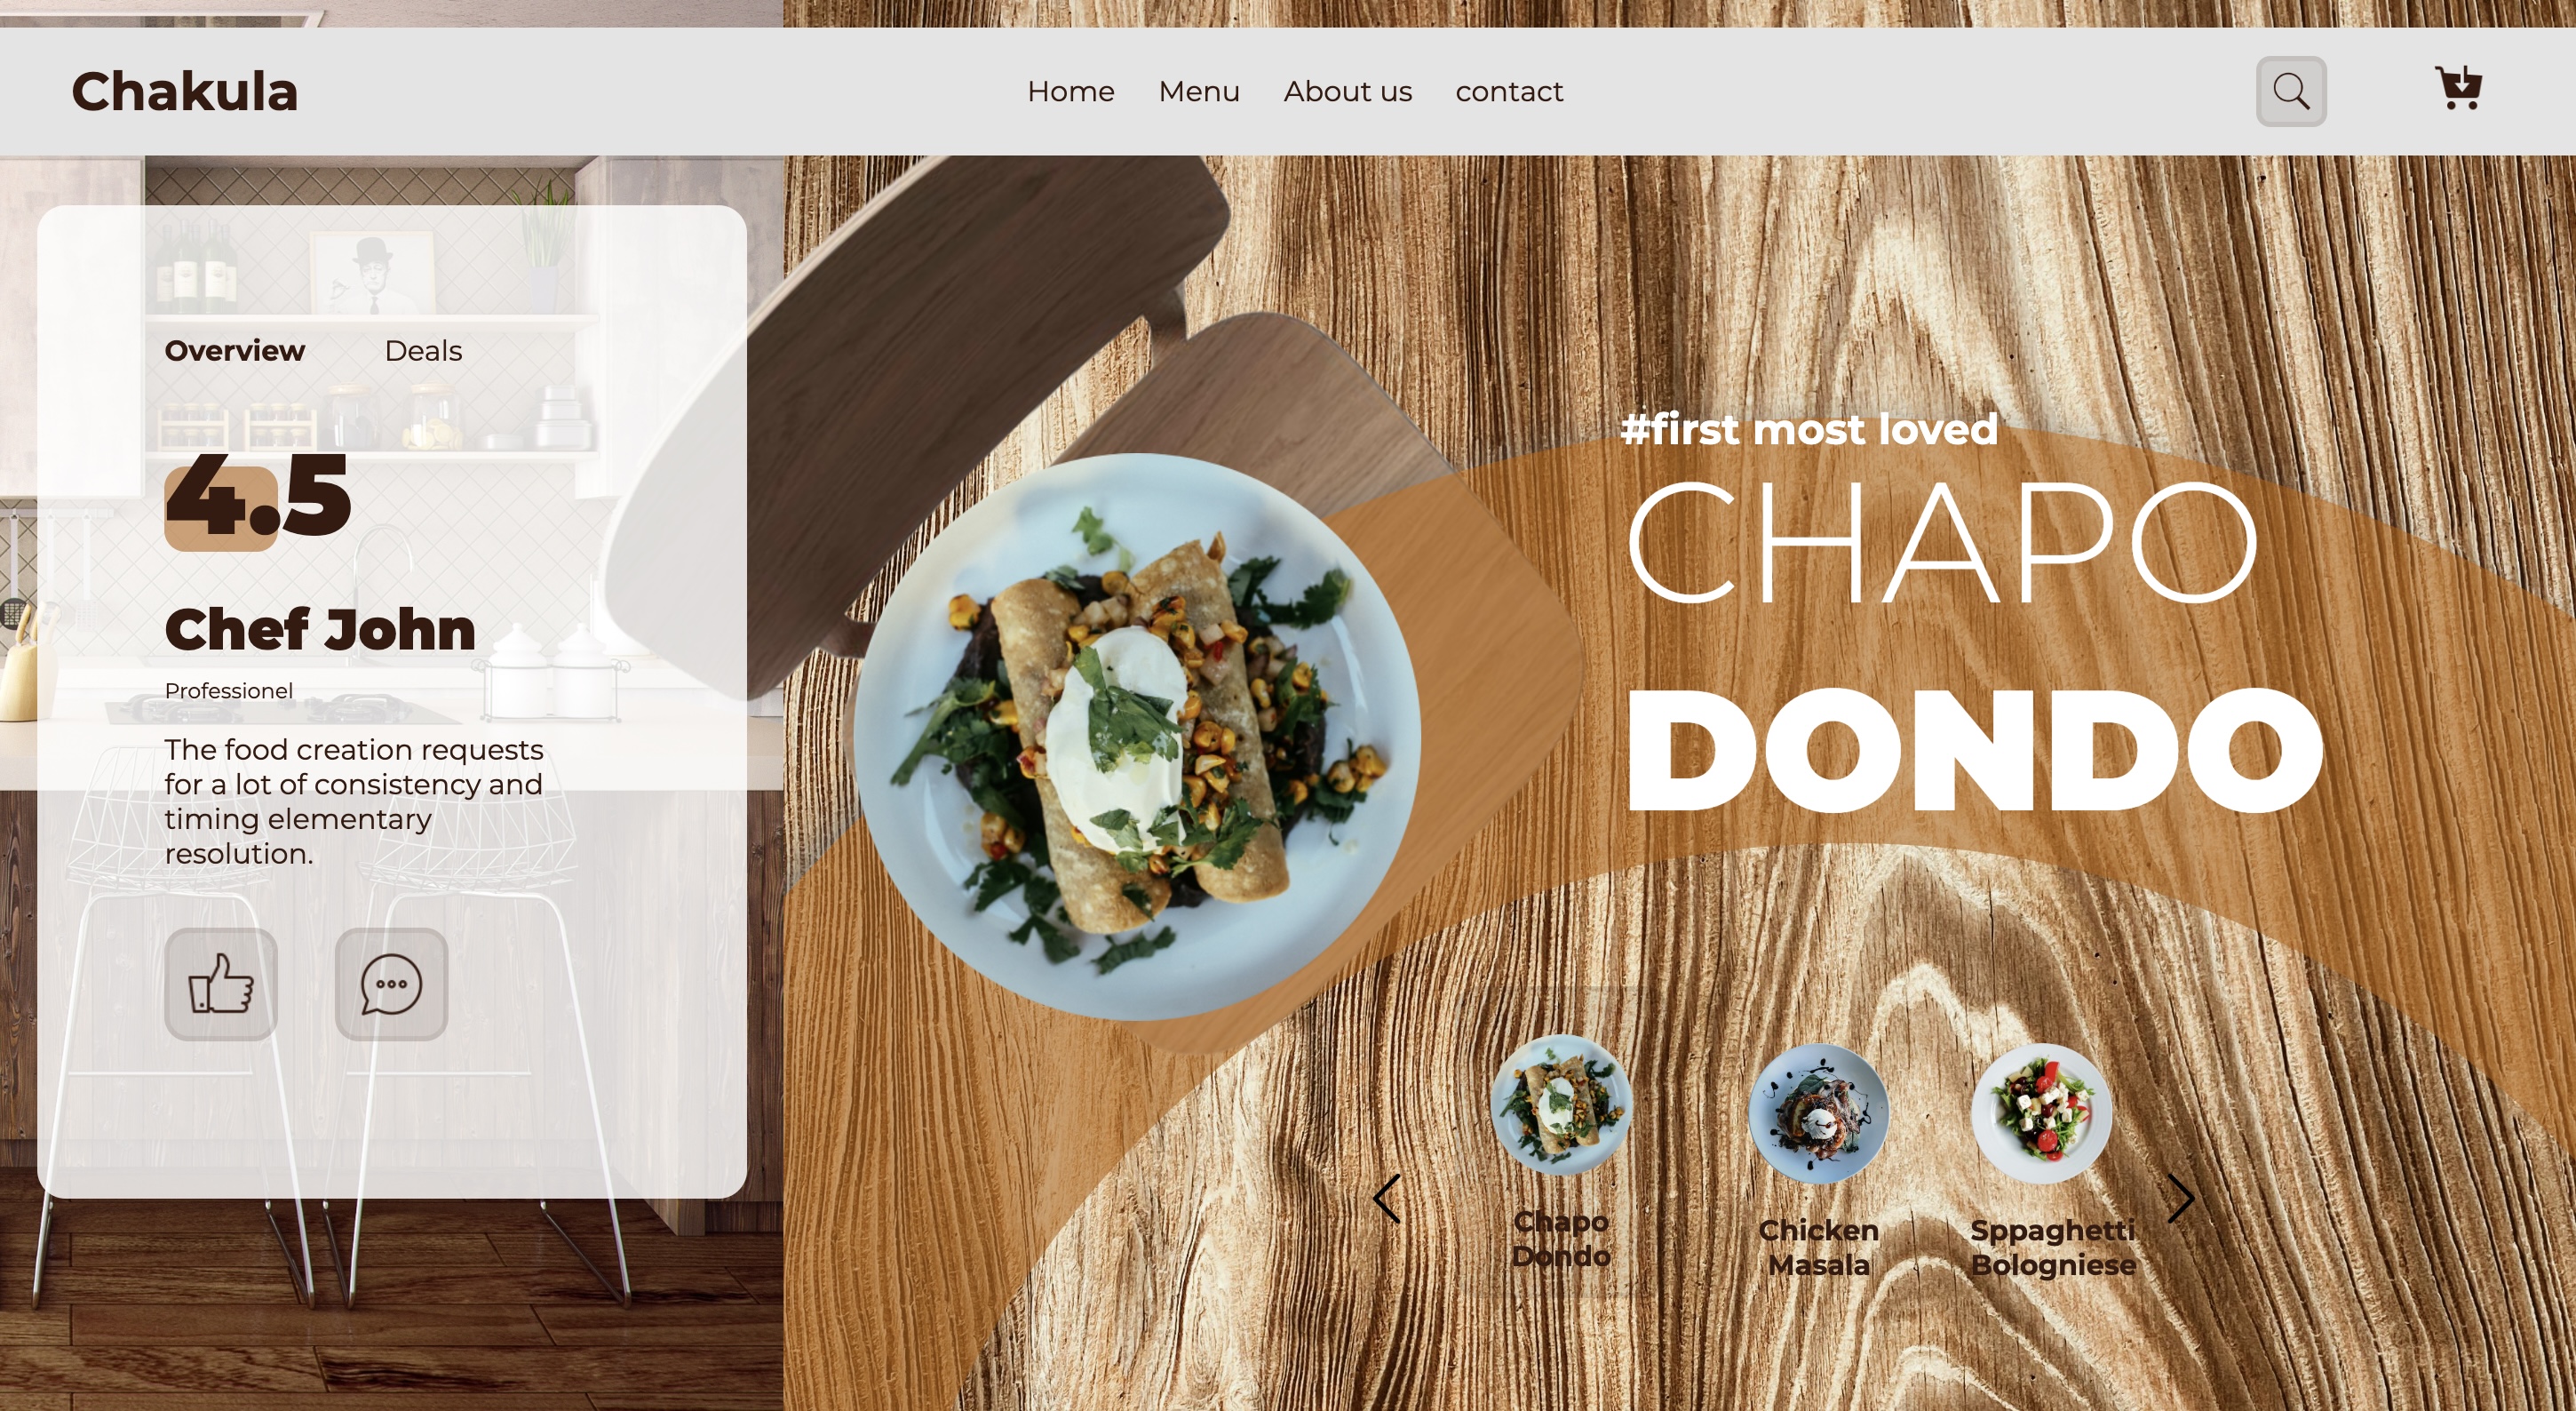 Chakula
Home Menu About us contact
Overview Deals
4.5
Chef John
Professionel
The food creation requests
for a lot of consistency and
timing elementary
resolution.
#first most loved
CHAPO
DONDO
Chapo
Dondo
Chicken
Masala
Sppaghetti
Bologniese